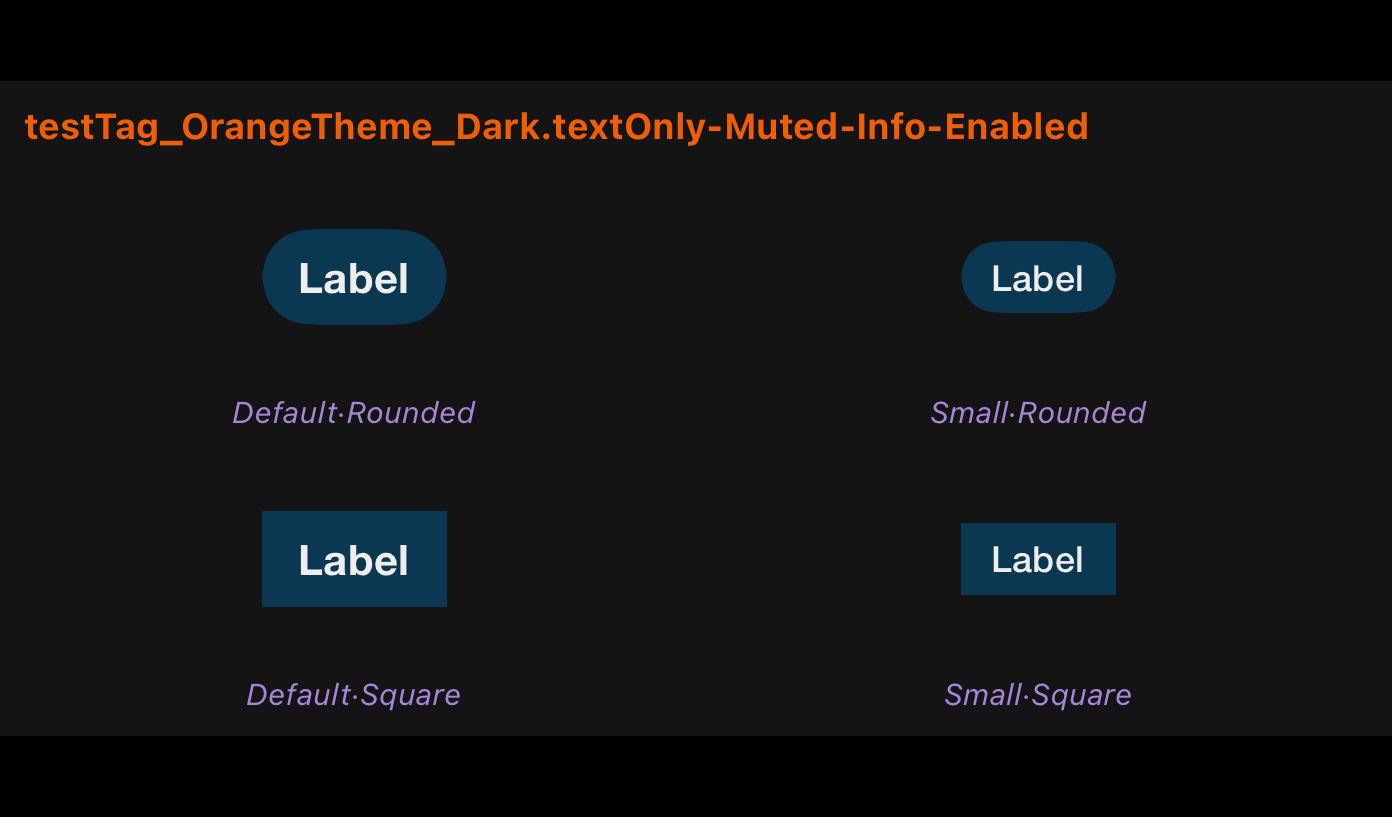 testTag_OrangeTheme_Dark.textOnly-Muted-Info-Enabled
Label
Label
Default·Rounded
Small·Rounded
Label
Label
Default·Square
Small·Square